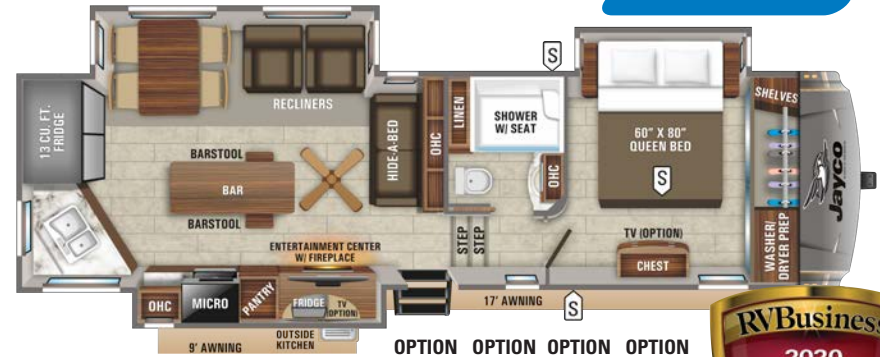 13 CU. FT.
FRIDGE
RECLINERS
BARSTOOL
BAR
BARSTOOL
HIDE-A-BED
OHC
LINEN
SHOWER
W/ SEAT
OHC
STEP
STEP
S
60" X 80"
QUEEN BED
S
SHELVES
TV (OPTION)
CHEST
WASHER/
DRYER PREP
Jayco
ENTERTAINMENT CENTER
W/ FIREPLACE
OHC
MICRO
PANTRY
FRIDGE
TV
(OPTION)
17' AWNING
S
9' AWNING
OUTSIDE
KITCHEN
OPTION OPTION OPTION OPTION
RVBusiness
2020